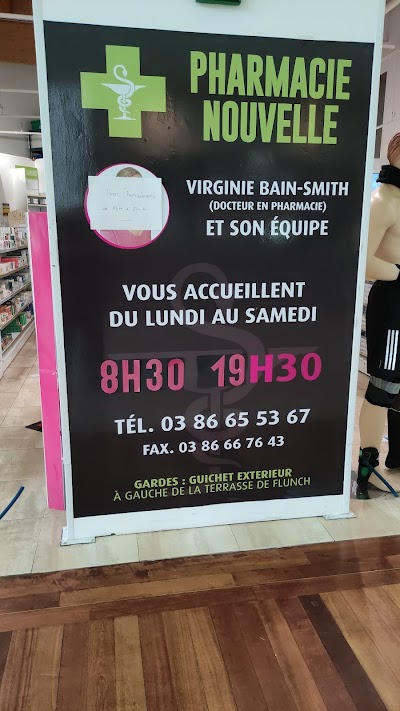 PHARMACIE
NOUVELLE
VIRGINIE BAIN-SMITH
(DOCTEUR EN PHARMACIE)
ET SON ÉQUIPE
VOUS ACCUEILLENT
DU LUNDI AU SAMEDI
8H30 19H30
TÉL. 03 86 65 53 67
FAX. 03 86 66 76 43
GARDES : GUICHET EXTERIEUR
À GAUCHE DE LA TERRASSE DE FLUNCH